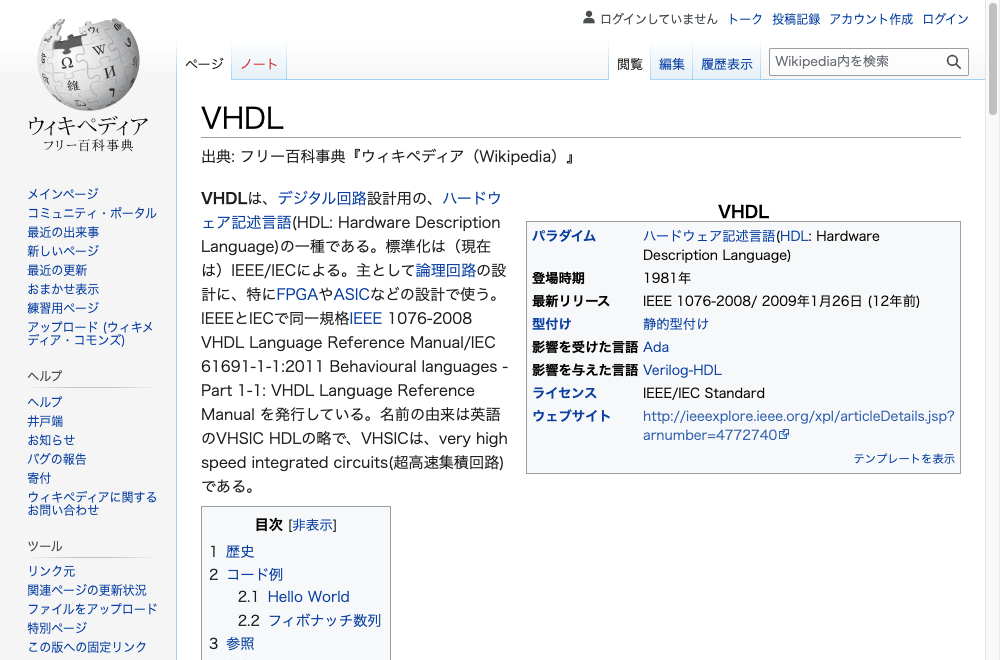 ログインしていません トーク 投稿記録 アカウント作成 ログイン
ページ ノート 閲覧 編集 履歴表示 Wikipedia内を検索
ウィキペディア
フリー百科事典
メインページ
コミュニティ・ポータル
最近の出来事
新しいページ
最近の更新
おまかせ表示
練習用ページ
アップロード (ウィキメ
ディア・コモンズ)
ヘルプ
ヘルプ
井戸端
お知らせ
バグの報告
寄付
ウィキペディアに関する
お問い合わせ
ツール
リンク元
関連ページの更新状況
ファイルをアップロード
特別ページ
この版への固定リンク
VHDL
出典: フリー百科事典『ウィキペディア（Wikipedia）』
VHDLは、デジタル回路設計用の、ハードウ
ェア記述言語(HDL: Hardware Description
Language)の一種である。標準化は（現在
は）IEEE/IECによる。主として論理回路の設
計に、特にFPGAやASICなどの設計で使う。
IEEEとIECで同一規格IEEE 1076-2008
VHDL Language Reference Manual/IEC
61691-1-1:2011 Behavioural languages -
Part 1-1: VHDL Language Reference
Manual を発行している。名前の由来は英語
のVHSIC HDLの略で、VHSICは、very high
speed integrated circuits(超高速集積回路)
である。
VHDL
パラダイム ハードウェア記述言語(HDL: Hardware
Description Language)
登場時期 1981年
最新リリース IEEE 1076-2008/ 2009年1月26日 (12年前)
型付け 静的型付け
影響を受けた言語 Ada
影響を与えた言語 Verilog-HDL
ライセンス IEEE/IEC Standard
ウェブサイト http://ieeexplore.ieee.org/xpl/articleDetails.jsp?
arnumber=4772740
テンプレートを表示
目次 [非表示]
1 歴史
2 コード例
2.1 Hello World
2.2 フィボナッチ数列
3 参照